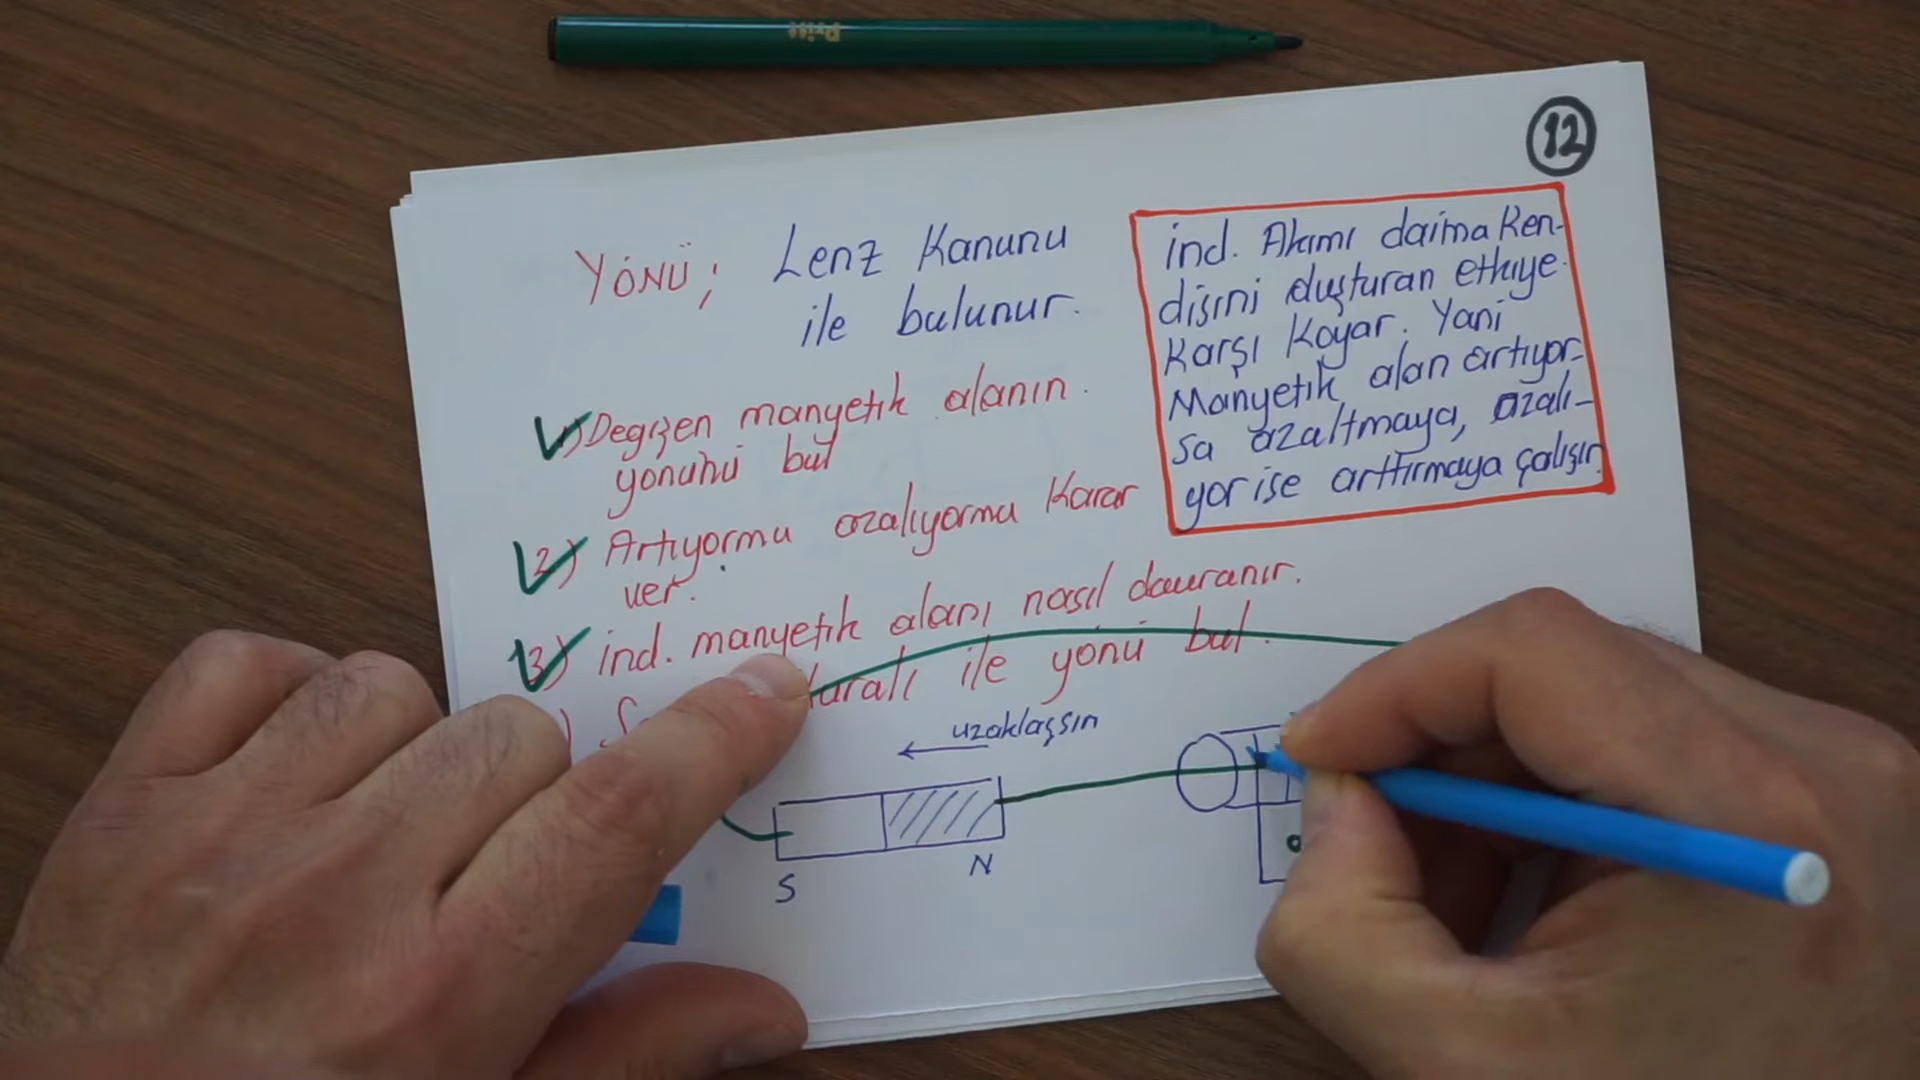 Pritt
12
YÖNÜ; Lenz Kanunu
ile bulunur.
ind. Akımı daima Ken-
disini duşturan etkiye
Karşı Koyar. Yani
Manyetik alan artıyor-
sa azaltmaya, azalı-
yor ise arttırmaya çalışır.
1) Değişen manyetik alanın
yönünü bul
2) Artıyormu azalıyormu Karar
ver.
3) ind. manyetik alanı nasıl davranır.
ile yönü bul.
uzaklaşsın
S
N